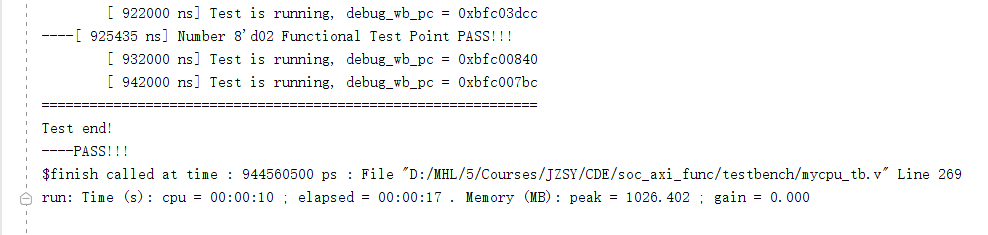 [ 922000 ns] Test is running, debug_wb_pc = 0xbfc03dcc
----[ 925435 ns] Number 8'd02 Functional Test Point PASS!!!
[ 932000 ns] Test is running, debug_wb_pc = 0xbfc00840
[ 942000 ns] Test is running, debug_wb_pc = 0xbfc007bc
==============================================================
Test end!
----PASS!!!
$finish called at time : 944560500 ps : File "D:/MHL/5/Courses/JZSY/CDE/soc_axi_func/testbench/mycpu_tb.v" Line 269
run: Time (s): cpu = 00:00:10 ; elapsed = 00:00:17 . Memory (MB): peak = 1026.402 ; gain = 0.000